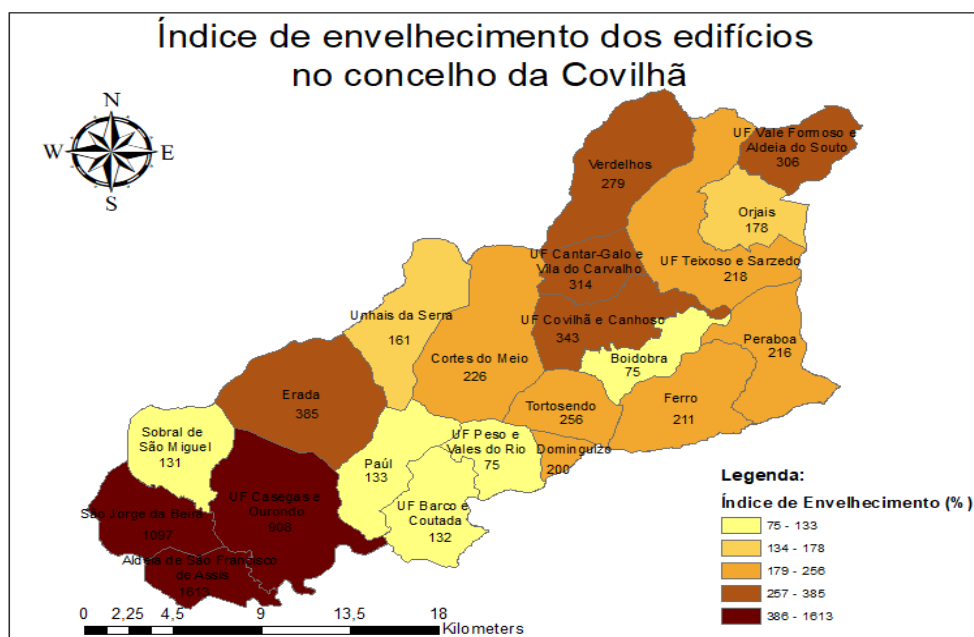 Índice de envelhecimento dos edifícios
no concelho da Covilhã
N
W
E
S
UF Vale Formoso e
Aldeia do Souto
306
Verdelhos
279
Orjais
178
UF Cantar-Galo e
Vila do Carvalho
314
UF Teixoso e Sarzedo
218
Unhais da Serra
161
UF Covilhã e Canhoso
343
Peraboa
216
Cortes do Meio
226
Boidobra
75
Erada
385
Tortosendo
256
Ferro
211
Sobral de
São Miguel
131
UF Peso e
Vales do Rio
75
Dominguizo
200
Paúl
133
UF Casegas e
Ourondo
908
UF Barco e
Coutada
132
São Jorge da Beira
1097
Aldeia de São Francisco
de Assis
1613
Legenda:
Índice de Envelhecimento (%)
75 - 133
134 - 178
179 - 256
257 - 385
386 - 1613
0 2,25 4,5 9 13,5 18
Kilometers